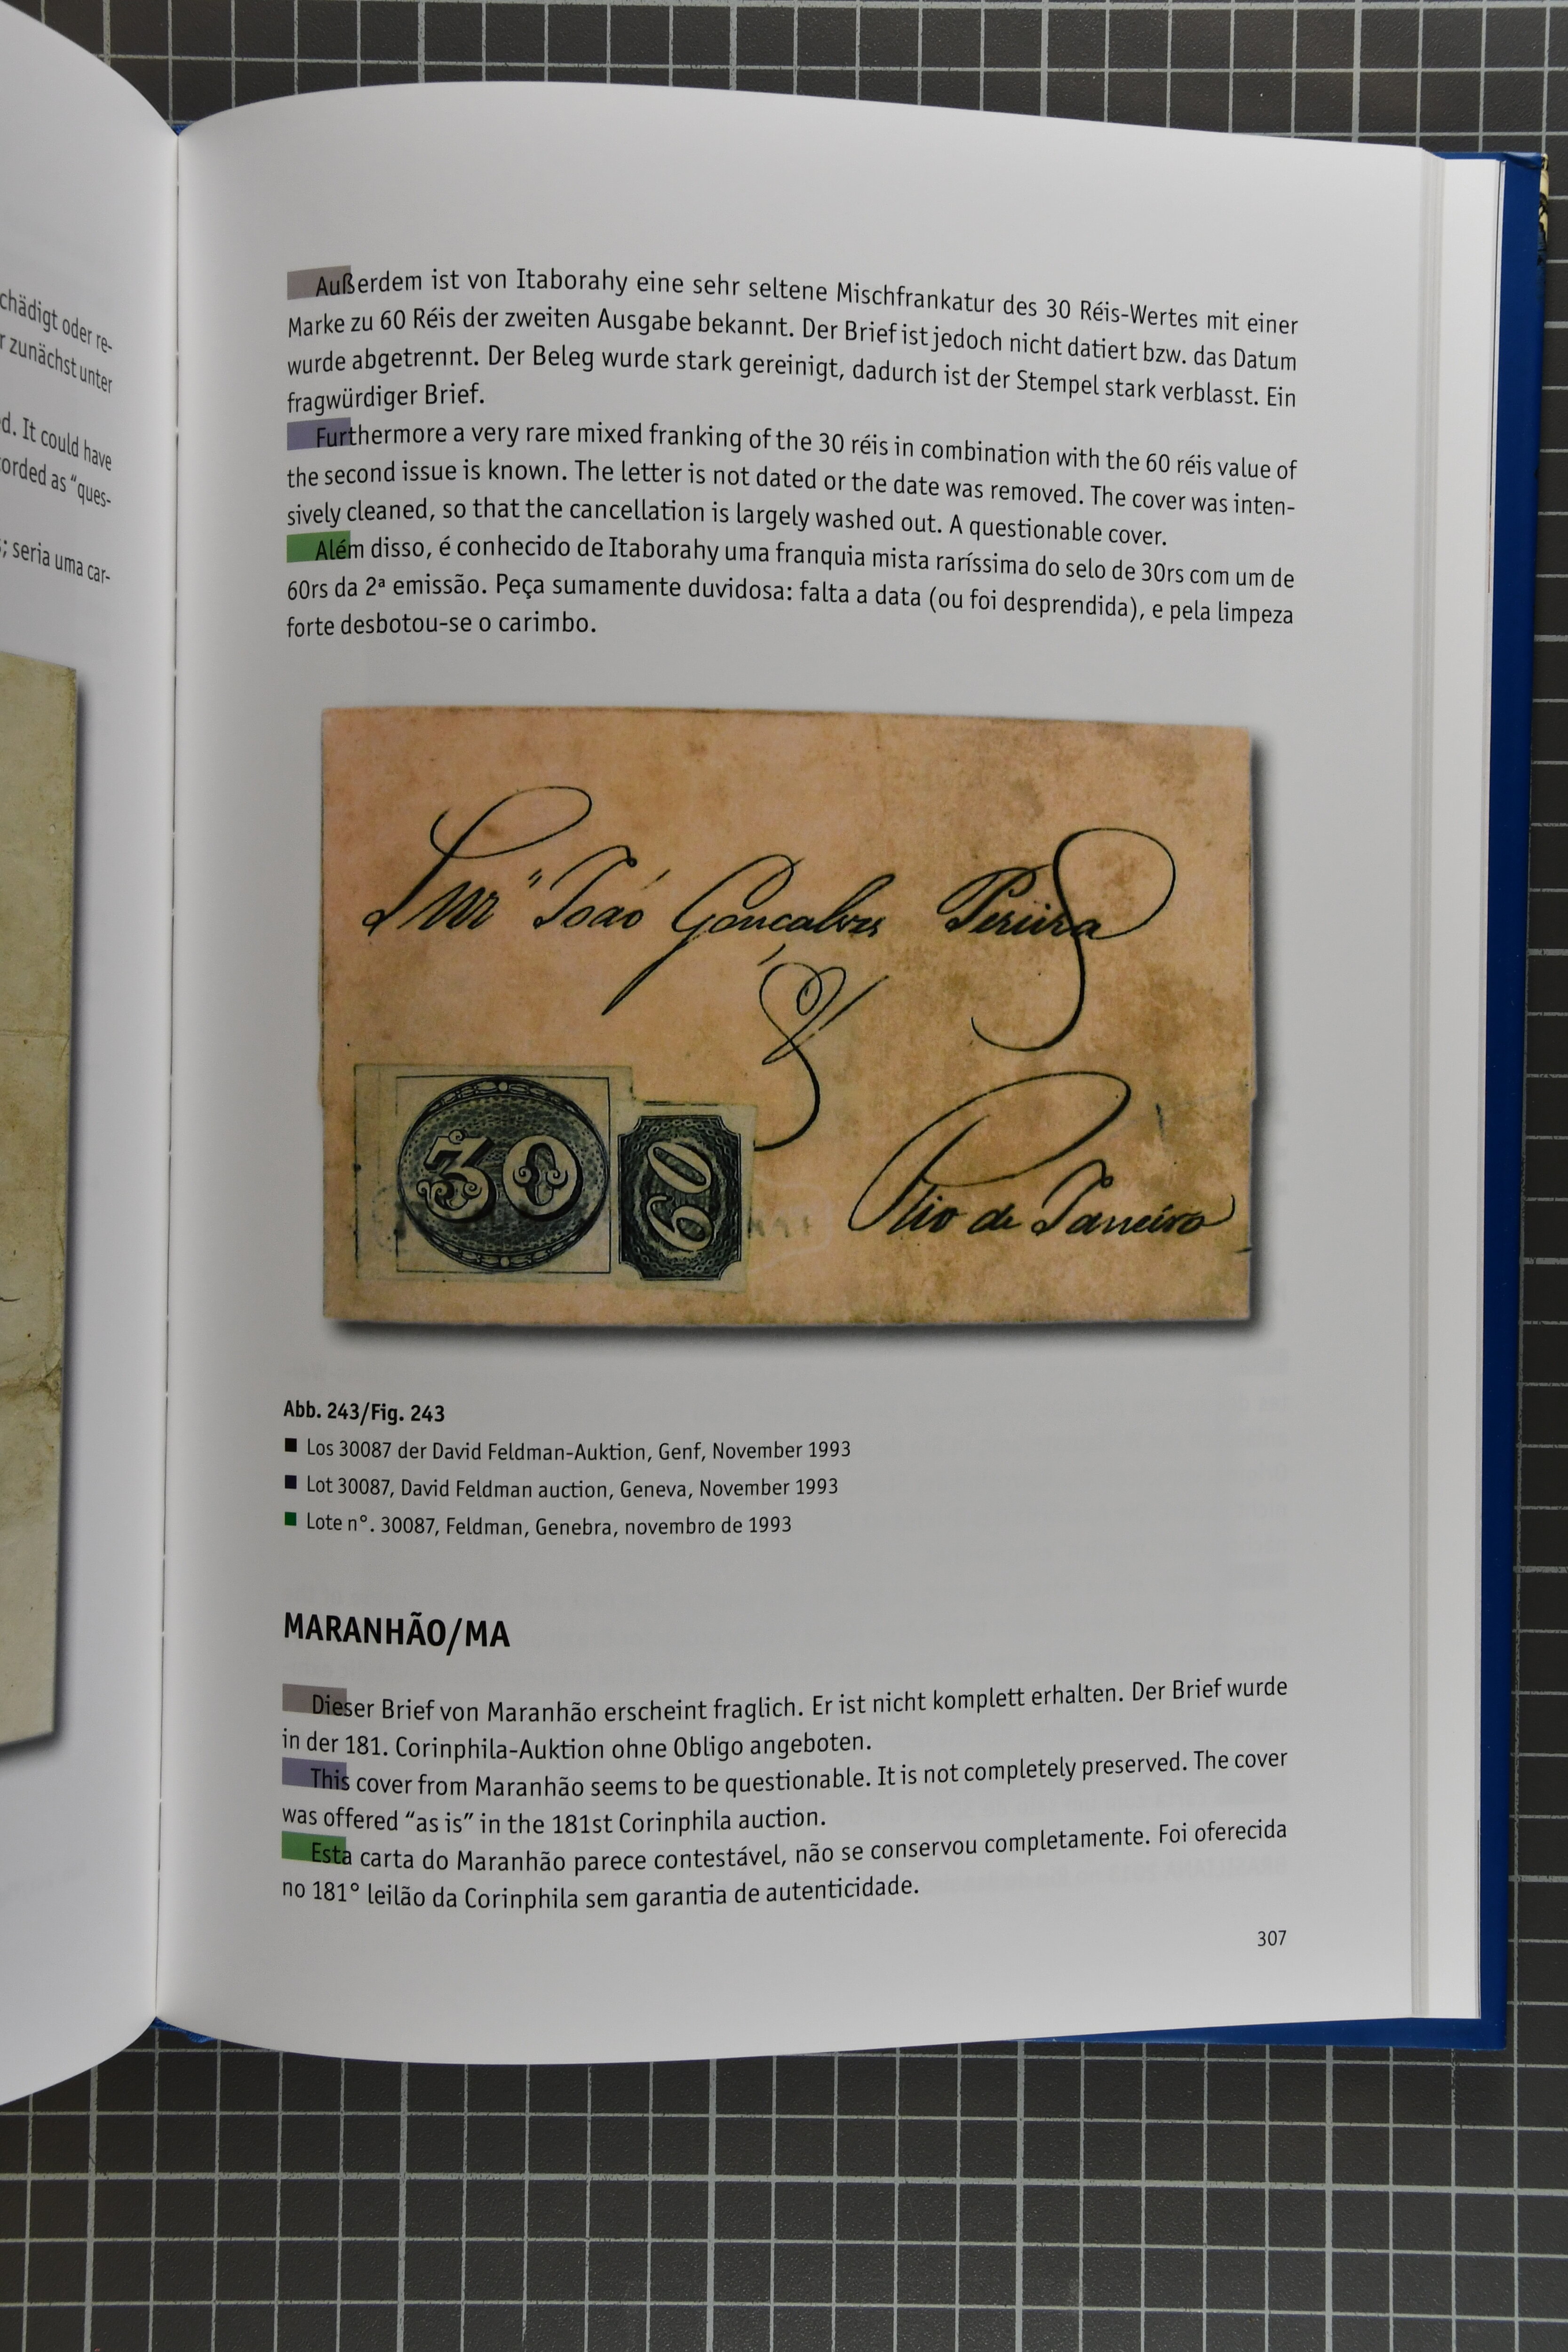 chädigt oder re-
r zunächst unter
d. It could have
orded as “ques-
; seria uma car-
Außerdem ist von Itaborahy eine sehr seltene Mischfrankatur des 30 Réis-Wertes mit einer
Marke zu 60 Réis der zweiten Ausgabe bekannt. Der Brief ist jedoch nicht datiert bzw. das Datum
wurde abgetrennt. Der Beleg wurde stark gereinigt, dadurch ist der Stempel stark verblasst. Ein
fragwürdiger Brief.
Furthermore a very rare mixed franking of the 30 réis in combination with the 60 réis value of
the second issue is known. The letter is not dated or the date was removed. The cover was inten-
sively cleaned, so that the cancellation is largely washed out. A questionable cover.
Além disso, é conhecido de Itaborahy uma franquia mista raríssima do selo de 30rs com um de
60rs da 2ª emissão. Peça sumamente duvidosa: falta a data (ou foi desprendida), e pela limpeza
forte desbotou-se o carimbo.
João Gonçalves Pereira
30 60
Rio de Janeiro
Abb. 243/Fig. 243
Los 30087 der David Feldman-Auktion, Genf, November 1993
Lot 30087, David Feldman auction, Geneva, November 1993
Lote n°. 30087, Feldman, Genebra, novembro de 1993
MARANHÃO/MA
Dieser Brief von Maranhão erscheint fraglich. Er ist nicht komplett erhalten. Der Brief wurde
in der 181. Corinphila-Auktion ohne Obligo angeboten.
This cover from Maranhão seems to be questionable. It is not completely preserved. The cover
was offered “as is” in the 181st Corinphila auction.
Esta carta do Maranhão parece contestável, não se conservou completamente. Foi oferecida
no 181° leilão da Corinphila sem garantia de autenticidade.
307